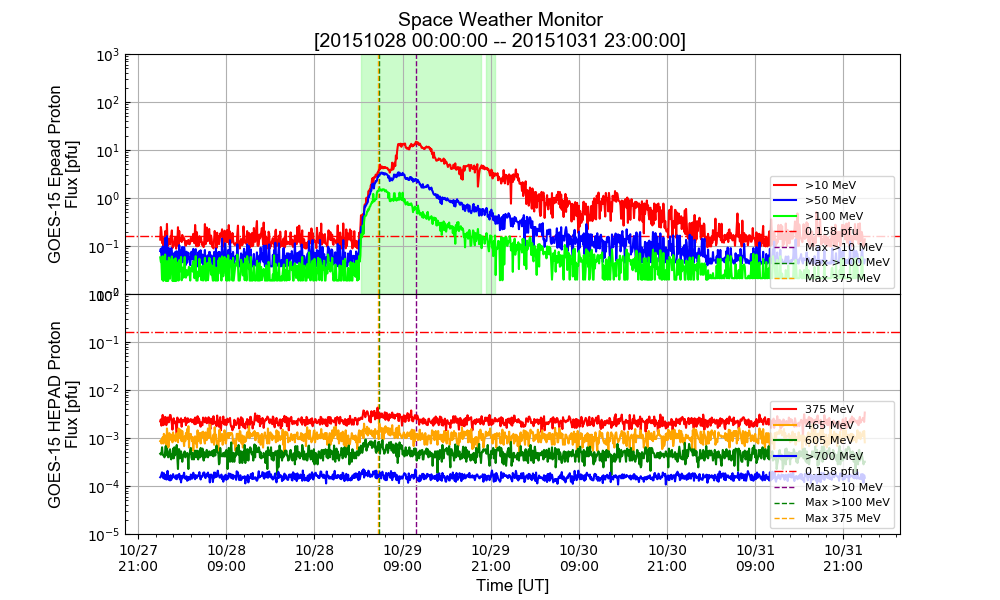 Space Weather Monitor
[20151028 00:00:00 -- 20151031 23:00:00]
GOES-15 Epead Proton
Flux [pfu]
10³
10²
10¹
10⁰
10⁻¹
>10 MeV
>50 MeV
>100 MeV
0.158 pfu
Max >10 MeV
Max >100 MeV
Max 375 MeV
GOES-15 HEPAD Proton
Flux [pfu]
10⁻¹
10⁻²
10⁻³
10⁻⁴
10⁻⁵
375 MeV
465 MeV
605 MeV
>700 MeV
0.158 pfu
Max >10 MeV
Max >100 MeV
Max 375 MeV
10/27 10/28 10/28 10/29 10/29 10/30 10/30 10/31 10/31
21:00 09:00 21:00 09:00 21:00 09:00 21:00 09:00 21:00
Time [UT]